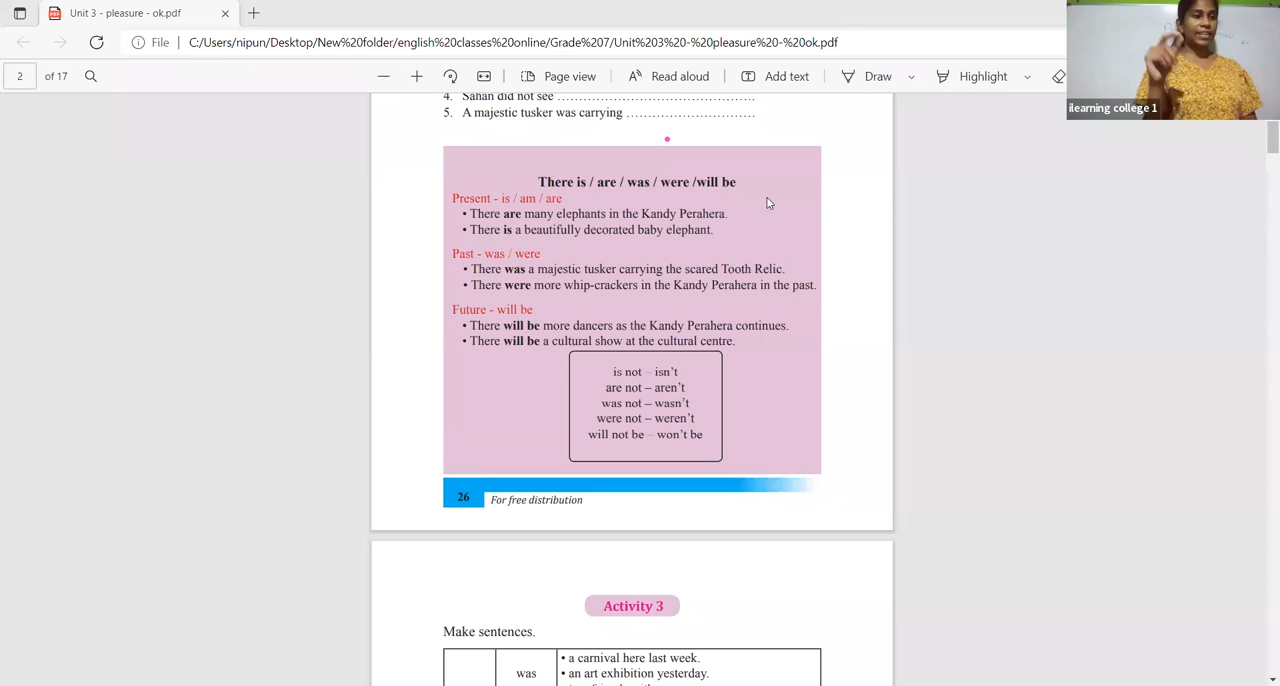 Unit 3 - pleasure - ok.pdf
File C:/Users/nipun/Desktop/New%20folder/english%20classes%20online/Grade%207/Unit%203%20-%20pleasure%20-%20ok.pdf
2 of 17 Page view Read aloud Add text Draw Highlight
ilearning college 1
4. Sahan did not see ………………………………………….
5. A majestic tusker was carrying …………………………
There is / are / was / were /will be
Present - is / am / are
• There are many elephants in the Kandy Perahera.
• There is a beautifully decorated baby elephant.
Past - was / were
• There was a majestic tusker carrying the scared Tooth Relic.
• There were more whip-crackers in the Kandy Perahera in the past.
Future - will be
• There will be more dancers as the Kandy Perahera continues.
• There will be a cultural show at the cultural centre.
is not – isn't
are not – aren't
was not – wasn't
were not – weren't
will not be – won't be
26 For free distribution
Activity 3
Make sentences.
• a carnival here last week.
was • an art exhibition yesterday.